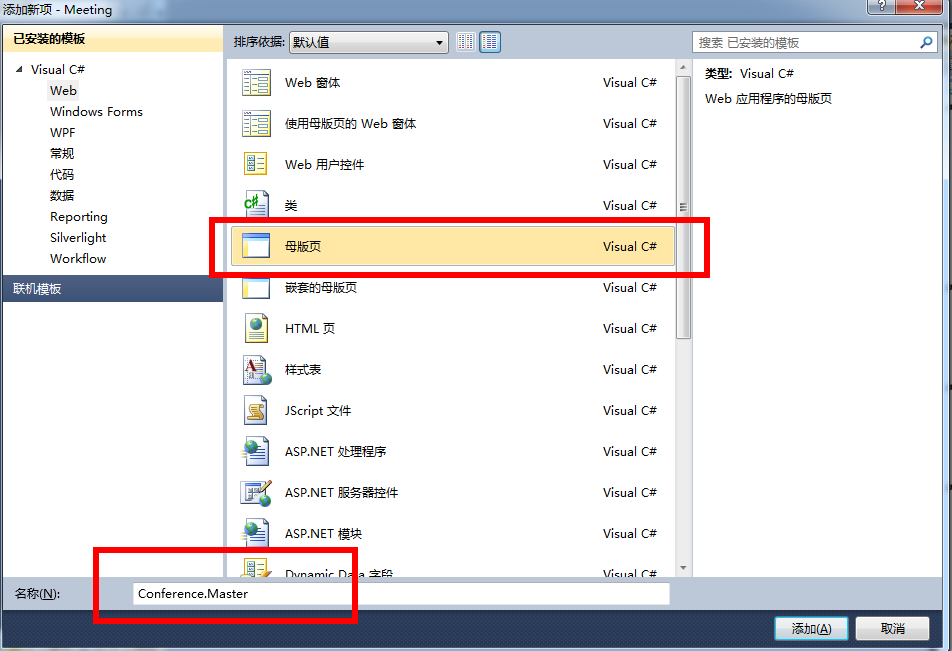 添加新项 - Meeting
已安装的模板
排序依据: 默认值
搜索 已安装的模板
Visual C#
Web
Windows Forms
WPF
常规
代码
数据
Reporting
Silverlight
Workflow
联机模板
Web 窗体 Visual C#
使用母版页的 Web 窗体 Visual C#
Web 用户控件 Visual C#
类 Visual C#
母版页 Visual C#
嵌套的母版页 Visual C#
HTML 页 Visual C#
样式表 Visual C#
JScript 文件 Visual C#
ASP.NET 处理程序 Visual C#
ASP.NET 服务器控件 Visual C#
ASP.NET 模块 Visual C#
Dynamic Data 字段 Visual C#
类型: Visual C#
Web 应用程序的母版页
名称(N): Conference.Master
添加(A) 取消